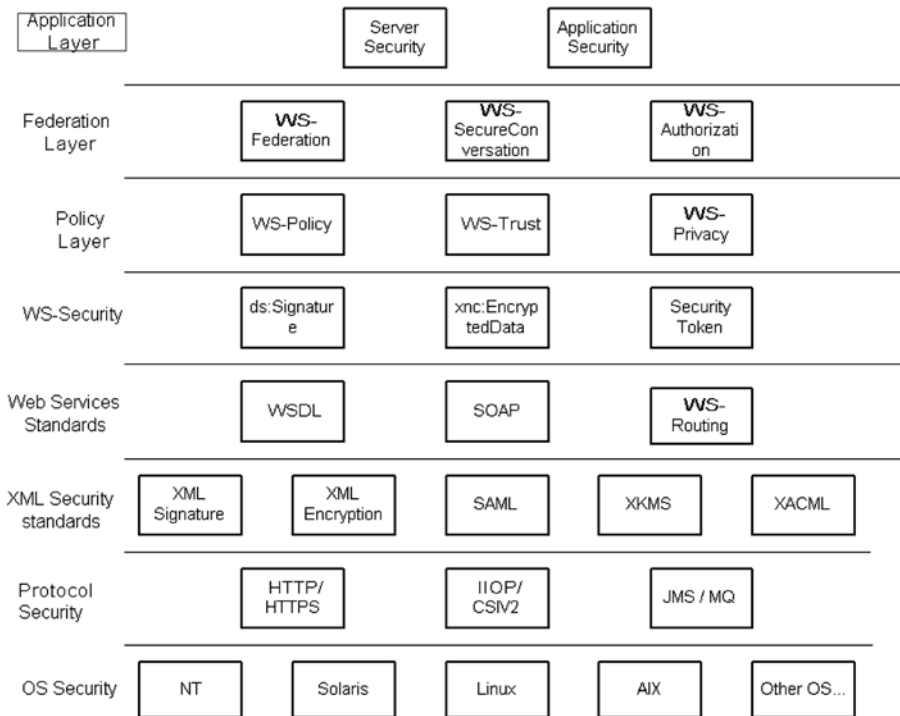 Application
Layer
Server
Security
Application
Security
Federation
Layer
WS-
Federation
WS-
SecureCon
versation
WS-
Authorizati
on
Policy
Layer
WS-Policy
WS-Trust
WS-
Privacy
WS-Security
ds:Signatur
e
xnc:Encryp
tedData
Security
Token
Web Services
Standards
WSDL
SOAP
WS-
Routing
XML Security
standards
XML
Signature
XML
Encryption
SAML
XKMS
XACML
Protocol
Security
HTTP/
HTTPS
IIOP/
CSIV2
JMS / MQ
OS Security
NT
Solaris
Linux
AIX
Other OS...